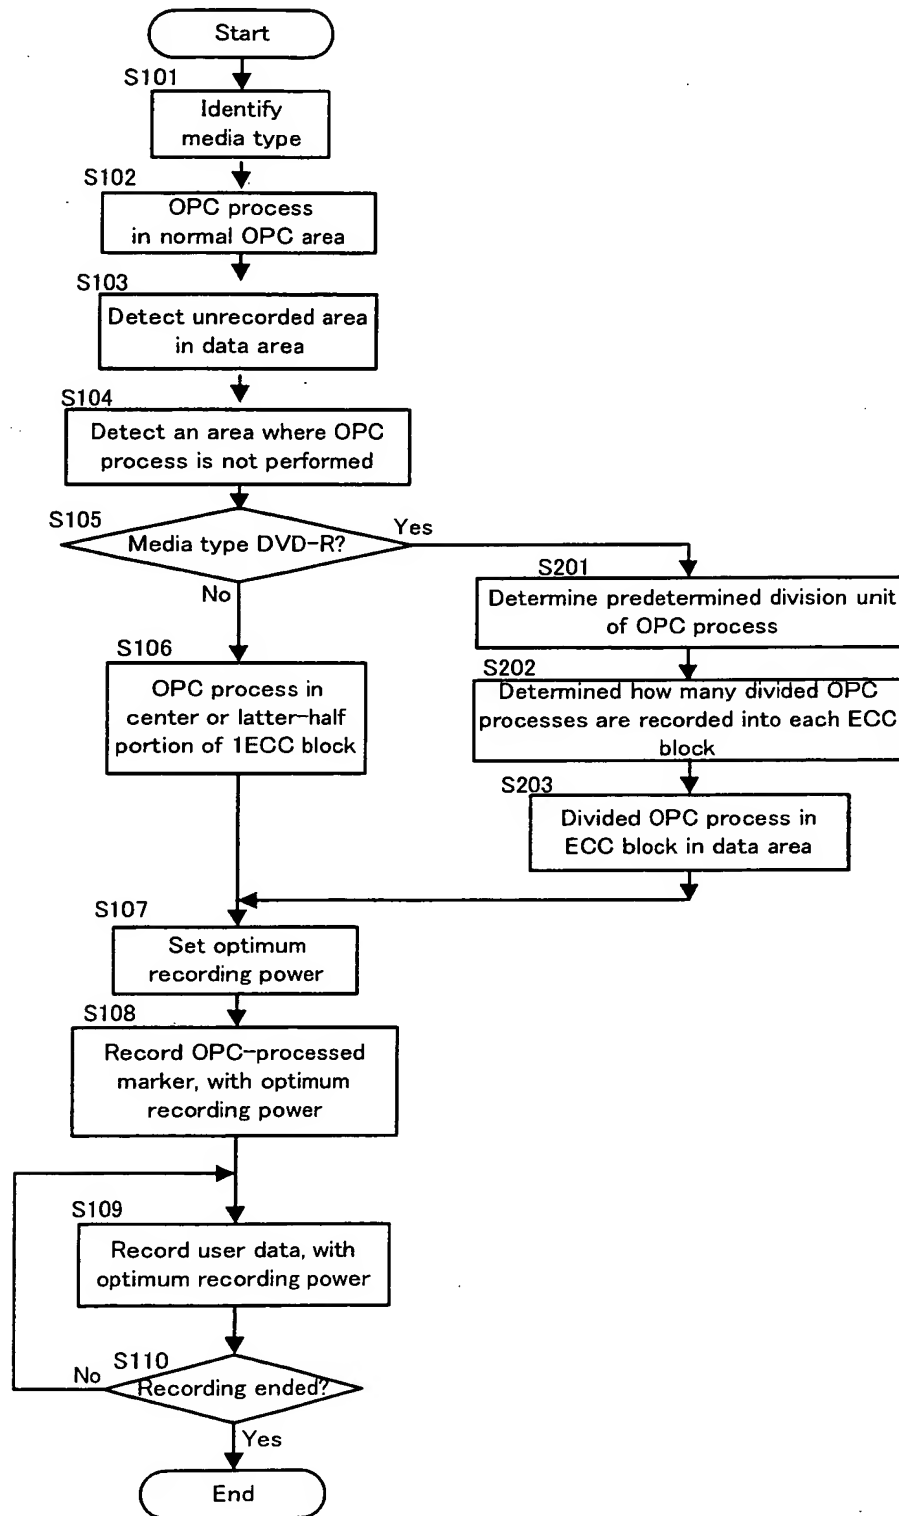 Start
S101
Identify
media type
S102
OPC process
in normal OPC area
S103
Detect unrecorded area
in data area
S104
Detect an area where OPC
process is not performed
S105
Media type DVD-R?
Yes
No
S201
Determine predetermined division unit
of OPC process
S202
Determined how many divided OPC
processes are recorded into each ECC
block
S203
Divided OPC process in
ECC block in data area
S106
OPC process in
center or latter-half
portion of 1ECC block
S107
Set optimum
recording power
S108
Record OPC-processed
marker, with optimum
recording power
S109
Record user data, with
optimum recording power
S110
Recording ended?
No
Yes
End